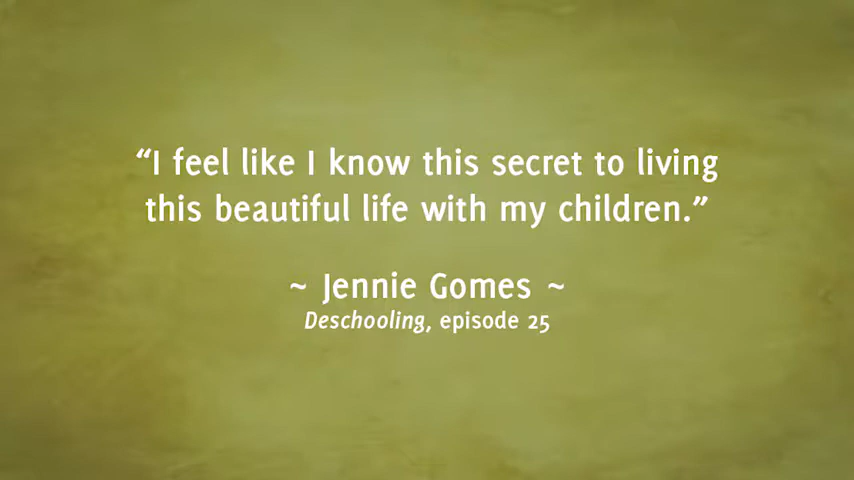 “I feel like I know this secret to living
this beautiful life with my children.”
~ Jennie Gomes ~
Deschooling, episode 25